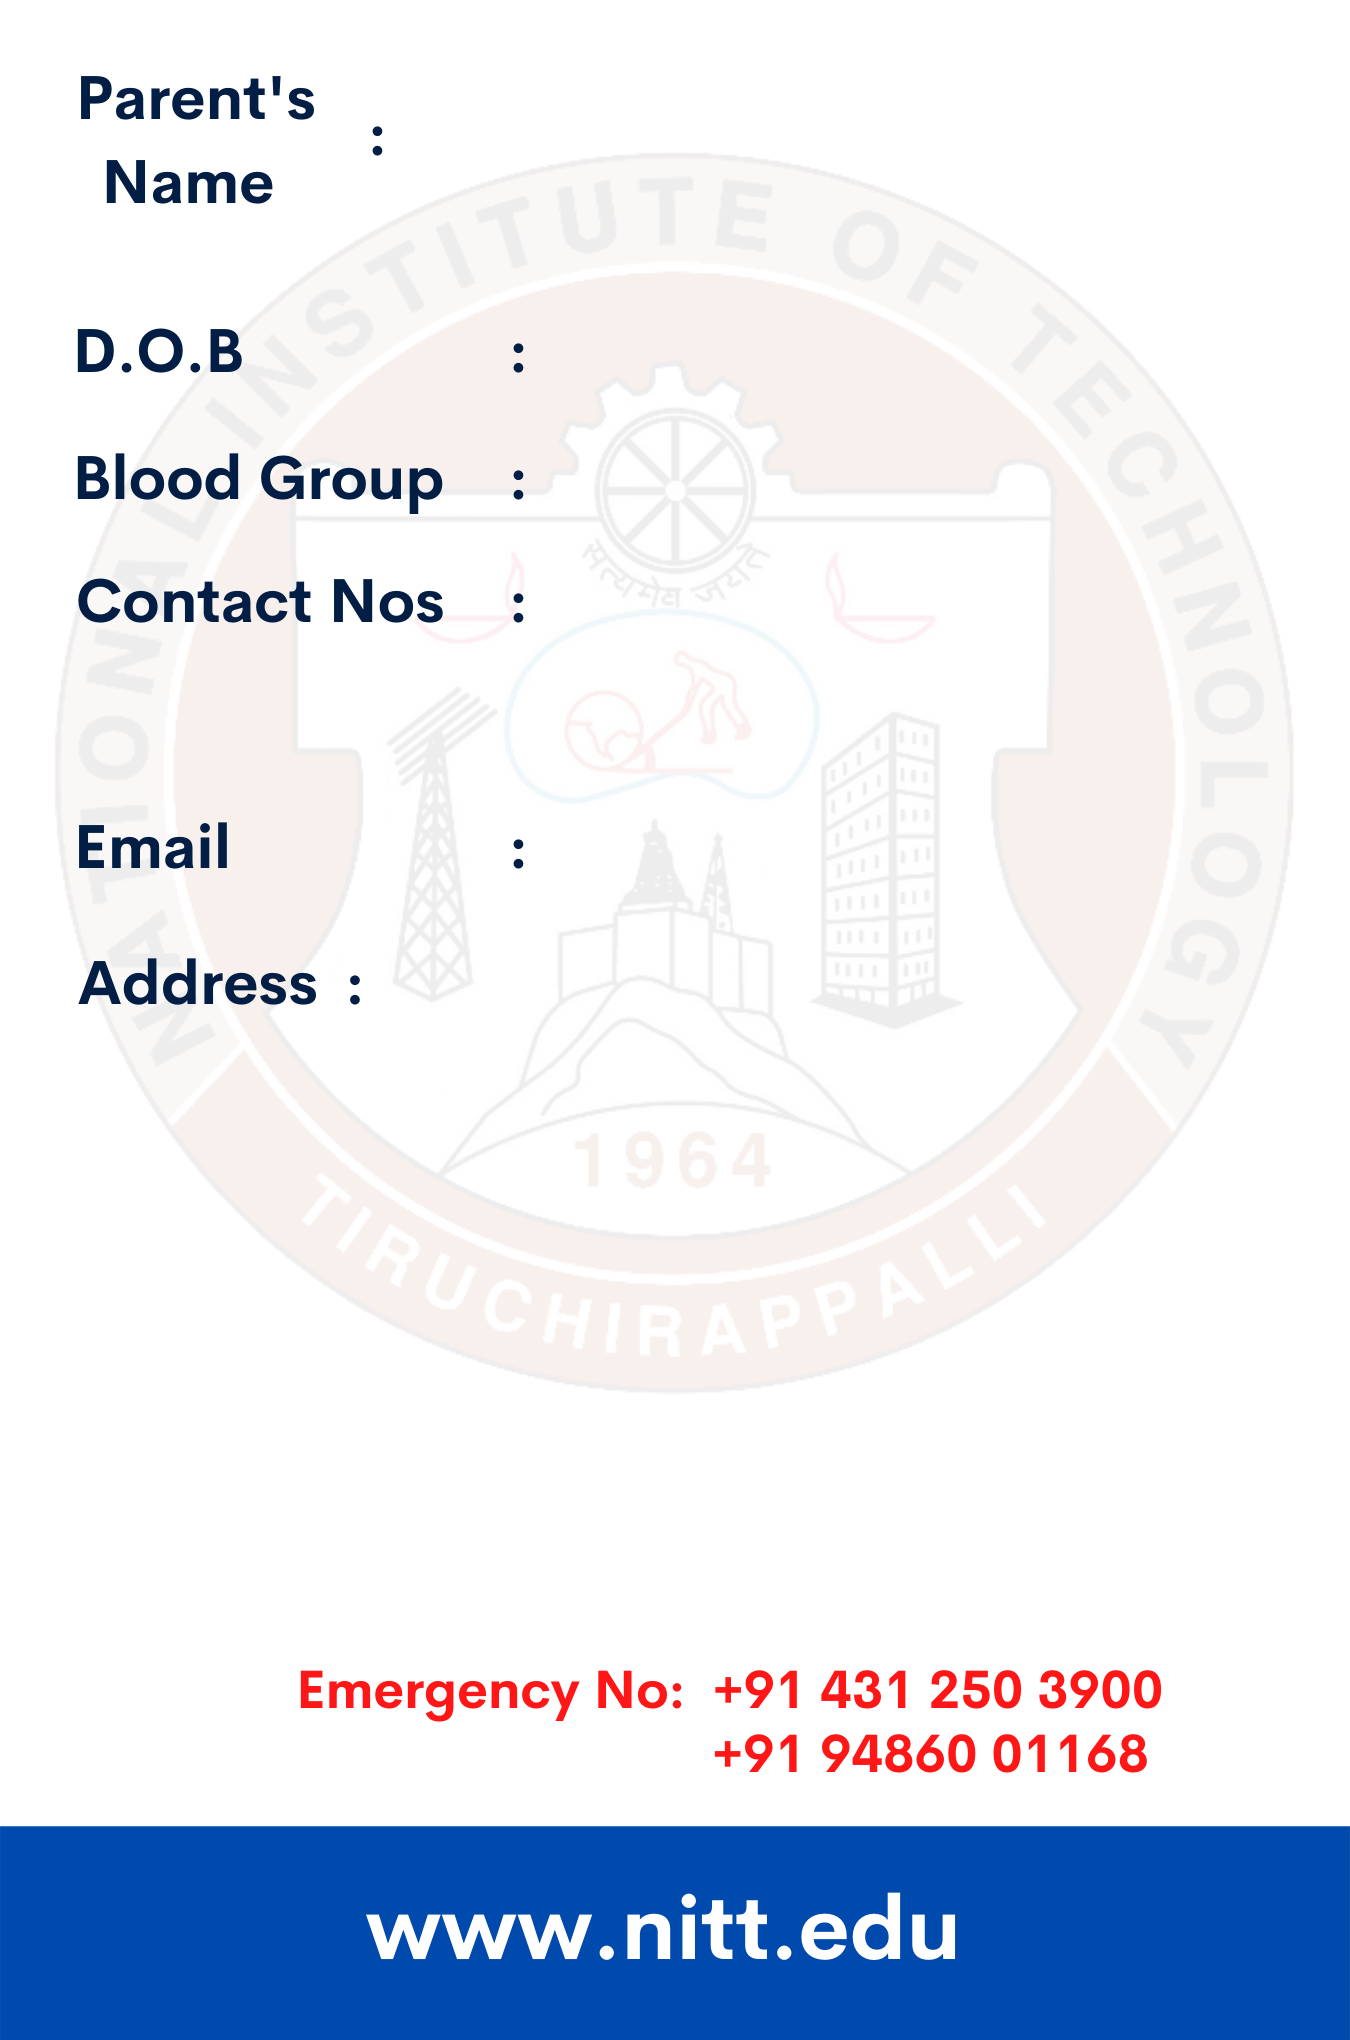 Parent's
Name :
D.O.B :
Blood Group :
Contact Nos :
Email :
Address :
NATIONAL INSTITUTE OF TECHNOLOGY
सत्यमेव जयते
1964
TIRUCHIRAPPALLI
Emergency No: +91 431 250 3900
+91 94860 01168
www.nitt.edu